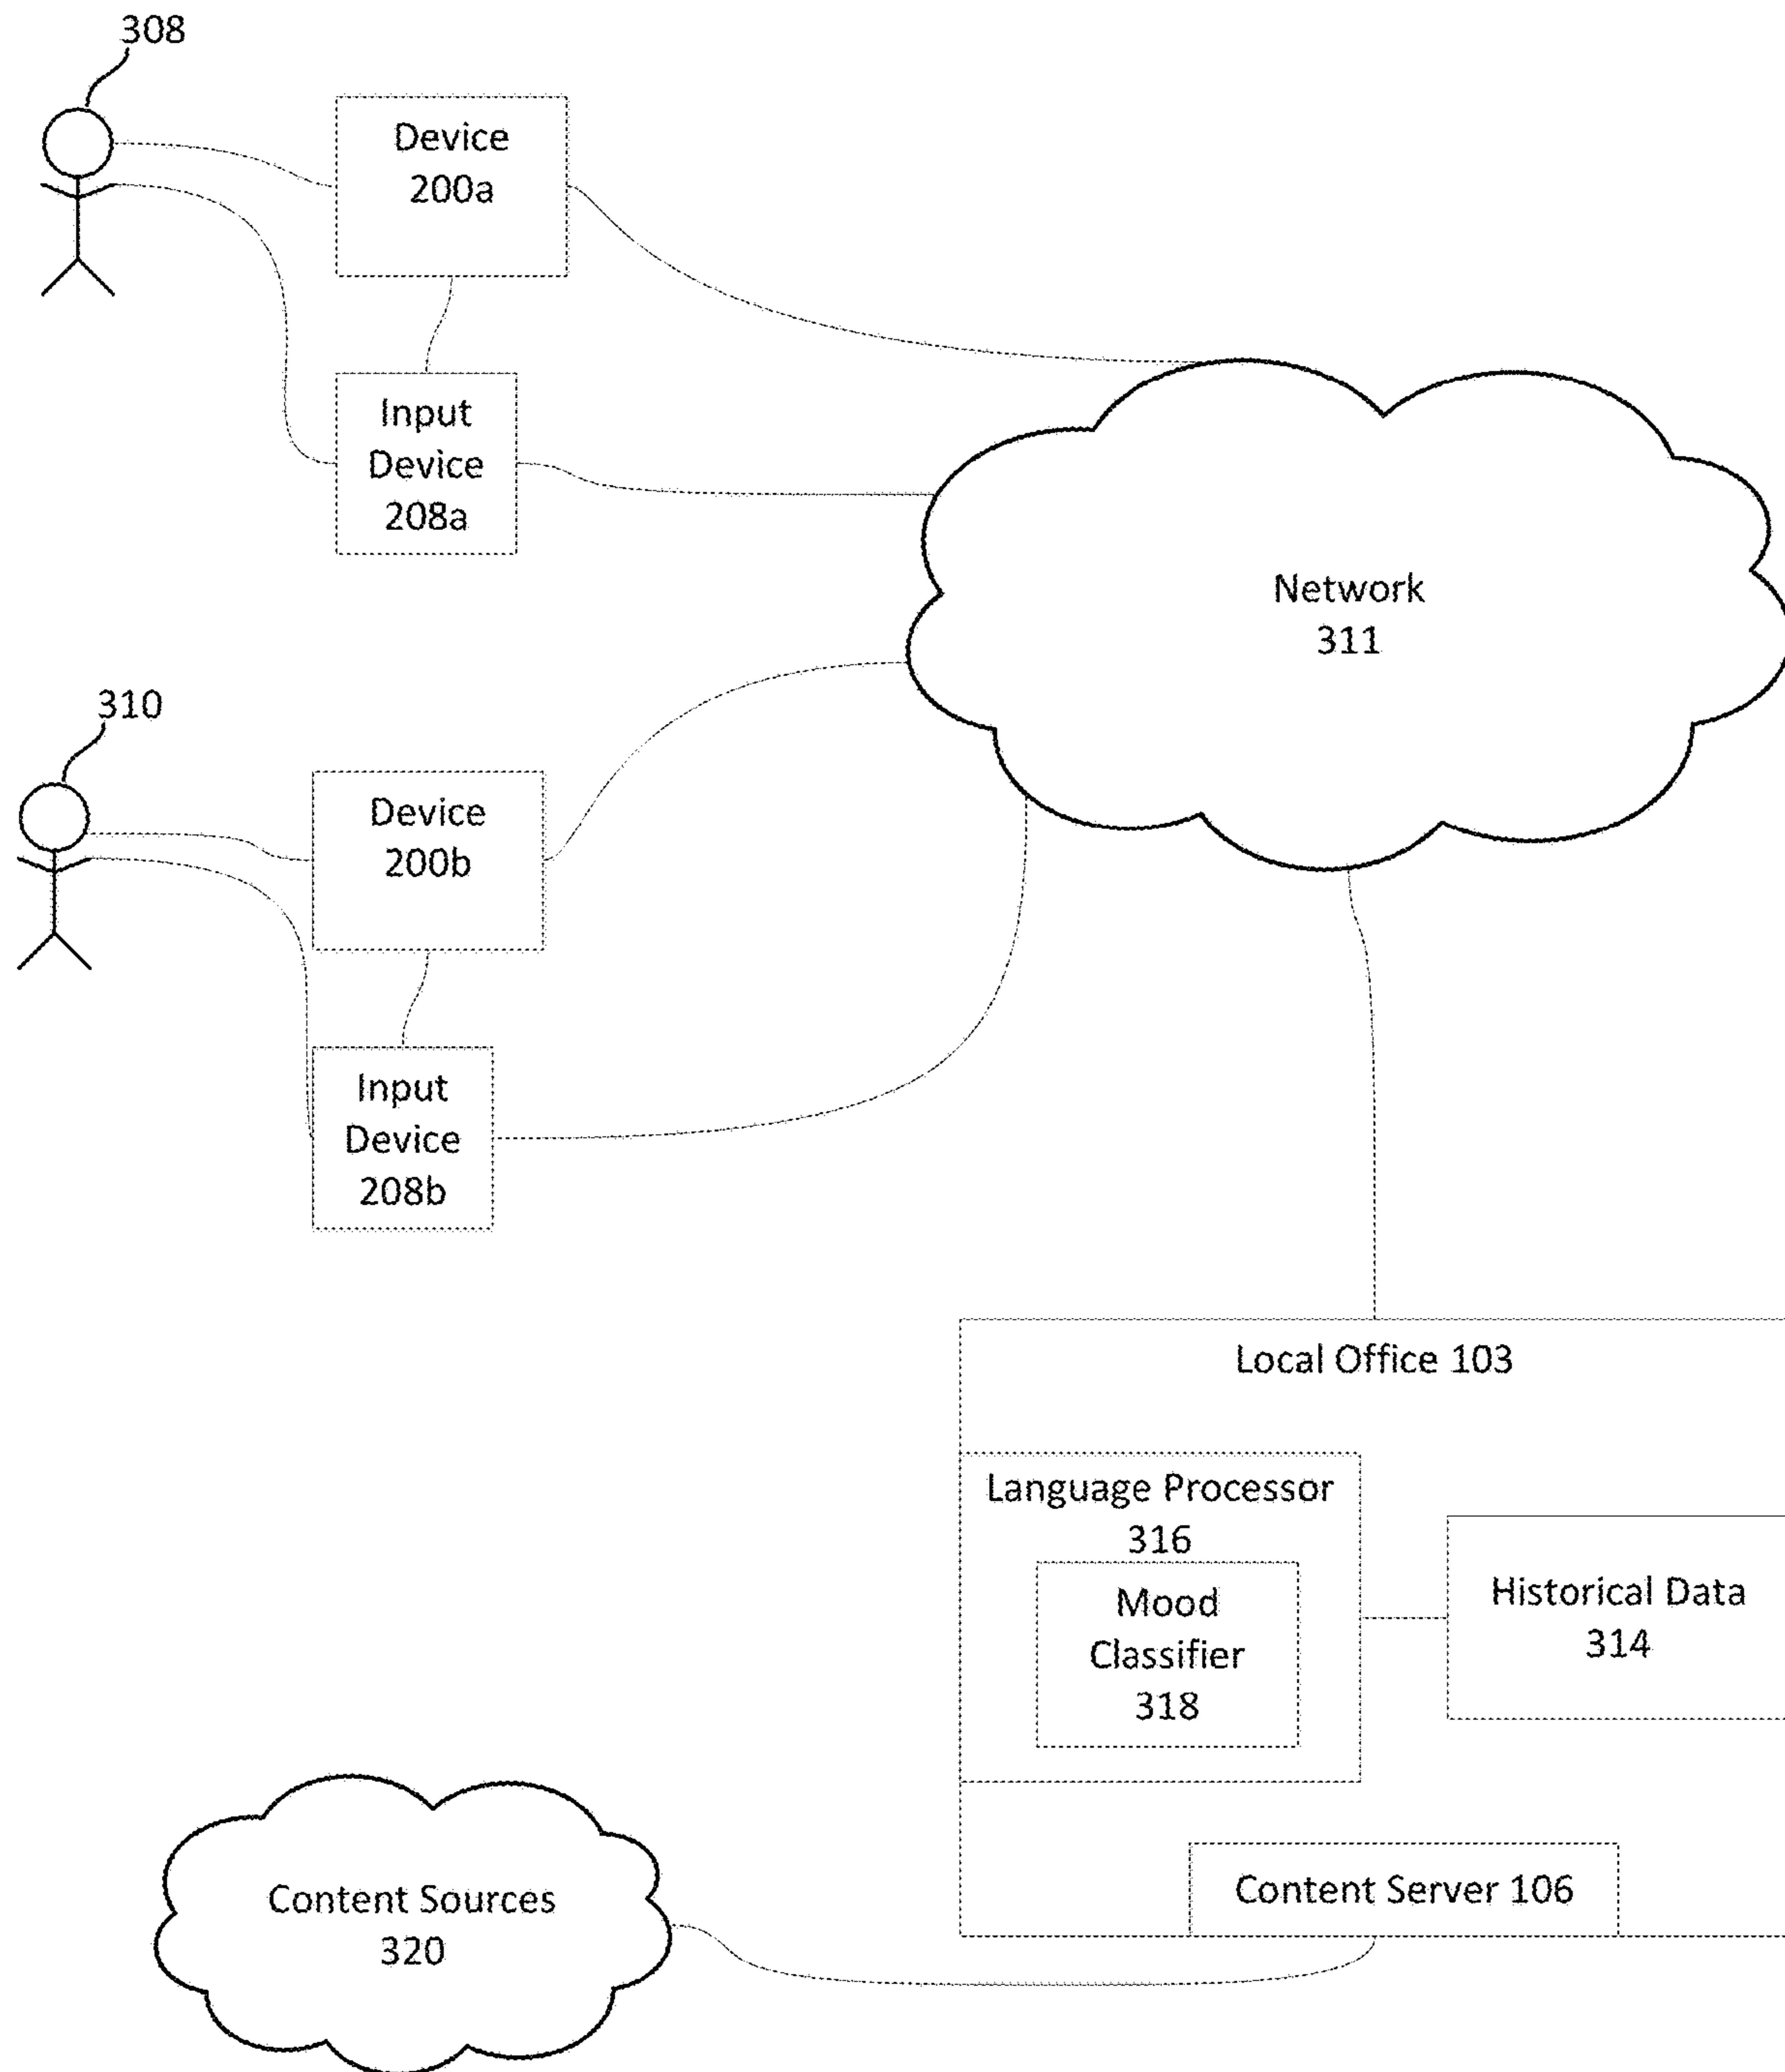 308
Device
200a
Input
Device
208a
Network
311
310
Device
200b
Input
Device
208b
Local Office 103
Language Processor
316
Mood
Classifier
318
Historical Data
314
Content Server 106
Content Sources
320